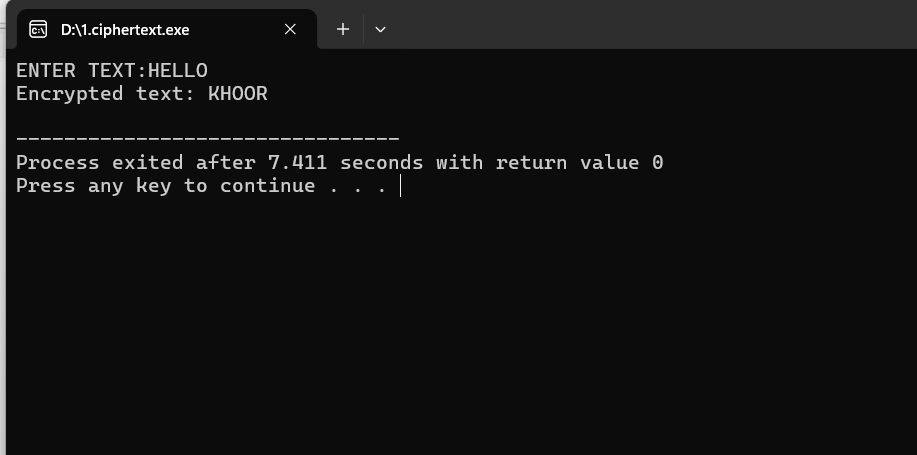 D:\1.ciphertext.exe
ENTER TEXT:HELLO
Encrypted text: KHOOR
--------------------------------
Process exited after 7.411 seconds with return value 0
Press any key to continue . . .